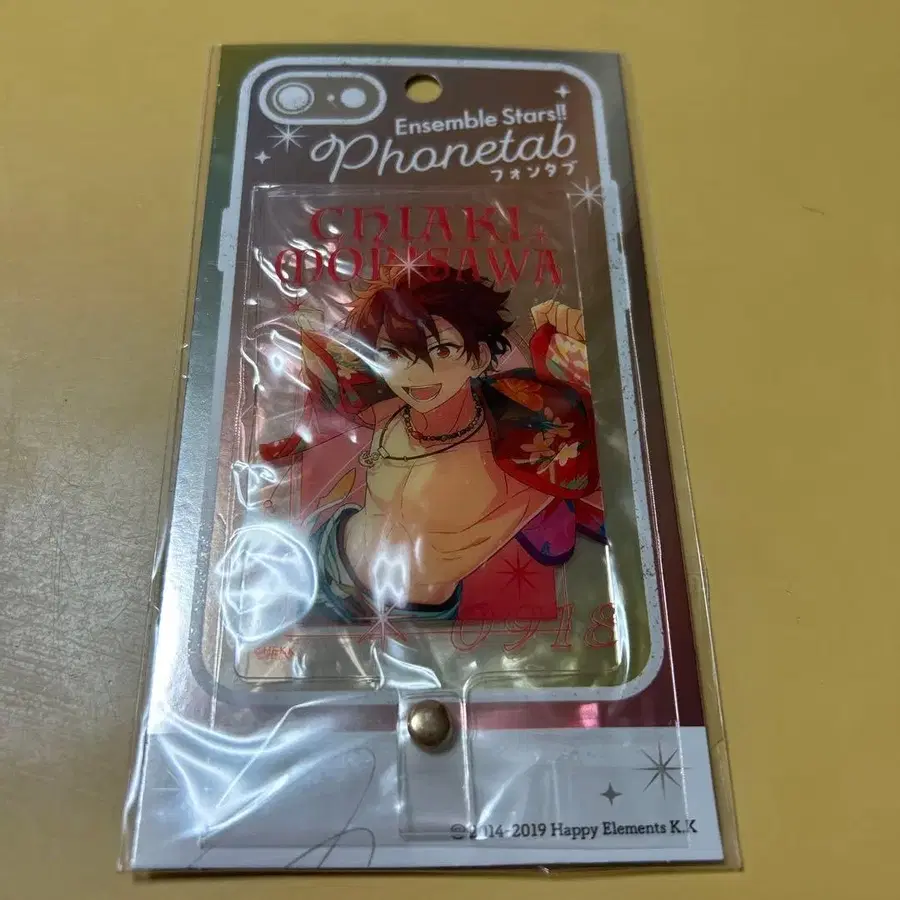 Ensemble Stars!!
Phonetab
フォンタブ
CHIAKI
MORISAWA
0918
©2014-2019 Happy Elements K.K